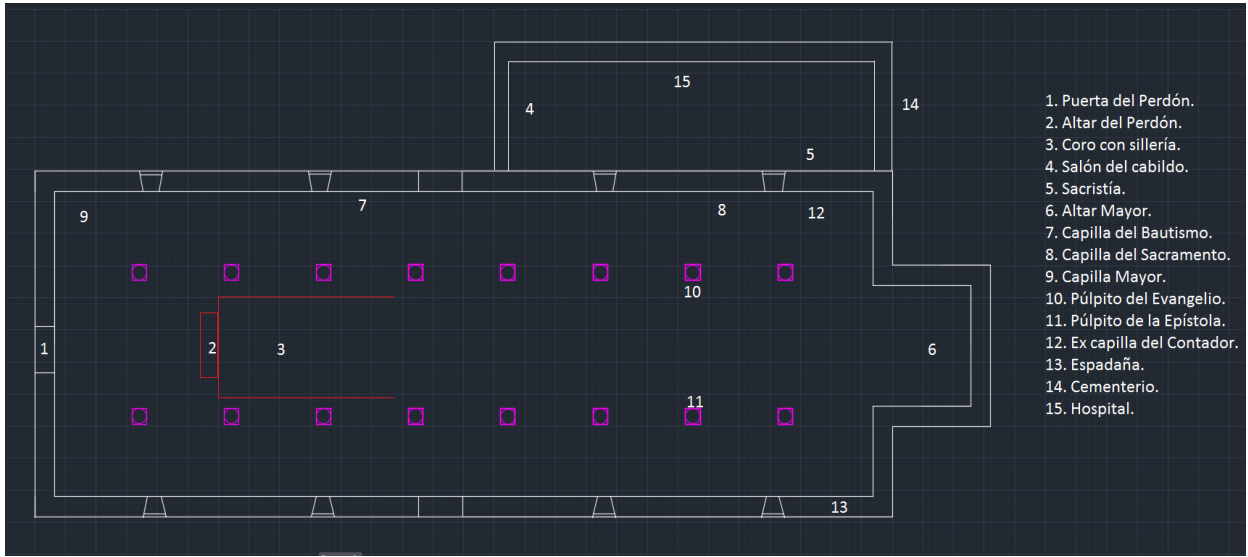 15
4
14
5
9
7
8
12
10
1
2
3
6
11
13
1. Puerta del Perdón.
2. Altar del Perdón.
3. Coro con sillería.
4. Salón del cabildo.
5. Sacristía.
6. Altar Mayor.
7. Capilla del Bautismo.
8. Capilla del Sacramento.
9. Capilla Mayor.
10. Púlpito del Evangelio.
11. Púlpito de la Epístola.
12. Ex capilla del Contador.
13. Espadaña.
14. Cementerio.
15. Hospital.